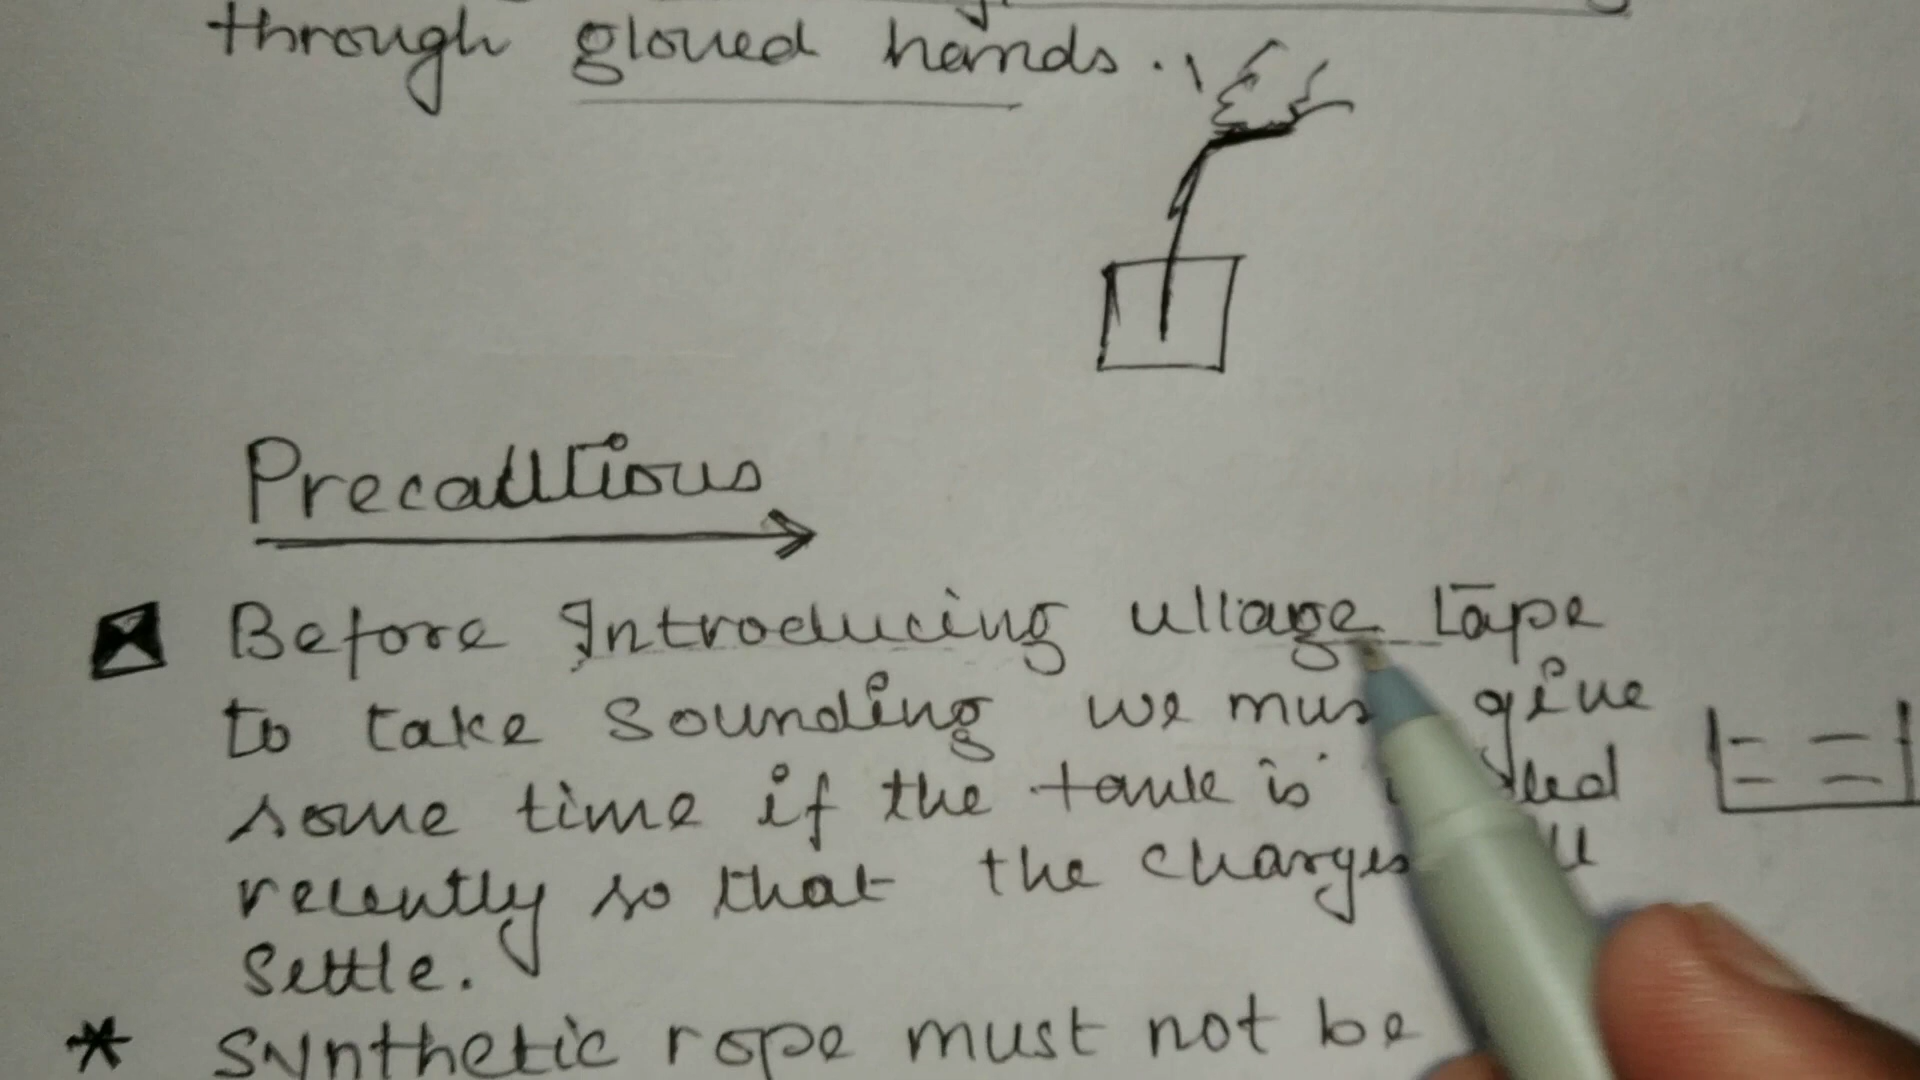 through gloved hands.
Precautions
Before Introducing ullage tape
to take sounding we must give
some time if the tank is
recently so that the charges
settle.
* synthetic rope must not be